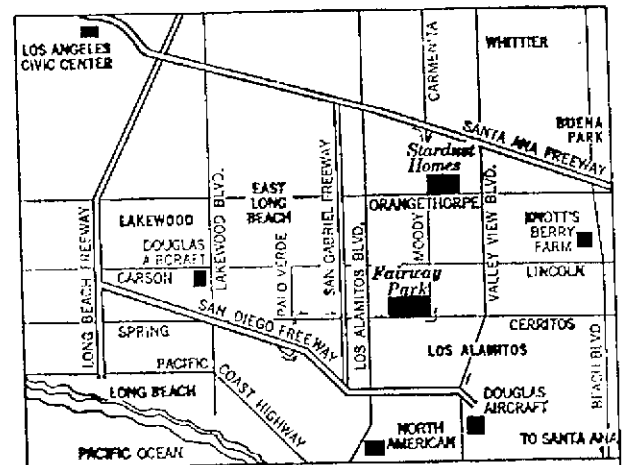 LOS ANGELES
CIVIC CENTER
CARMENITA
WHITTIER
BUENA
PARK
SANTA ANA FREEWAY
Stardust
Homes
EAST
LONG
BEACH
LAKEWOOD BLVD.
SAN GABRIEL FREEWAY
ORANGETHORPE
LONG BEACH FREEWAY
LAKEWOOD
DOUGLAS
AIRCRAFT
PALO VERDE
LOS ALAMITOS BLVD.
MOODY
VALLEY VIEW BLVD.
KNOTT'S
BERRY
FARM
CARSON
LINCOLN
Fairway
Park
SAN DIEGO FREEWAY
SPRING
CERRITOS
LOS ALAMITOS
PACIFIC
COAST HIGHWAY
BEACH BLVD
LONG BEACH
DOUGLAS
AIRCRAFT
PACIFIC OCEAN
NORTH
AMERICAN
TO SANTA ANA